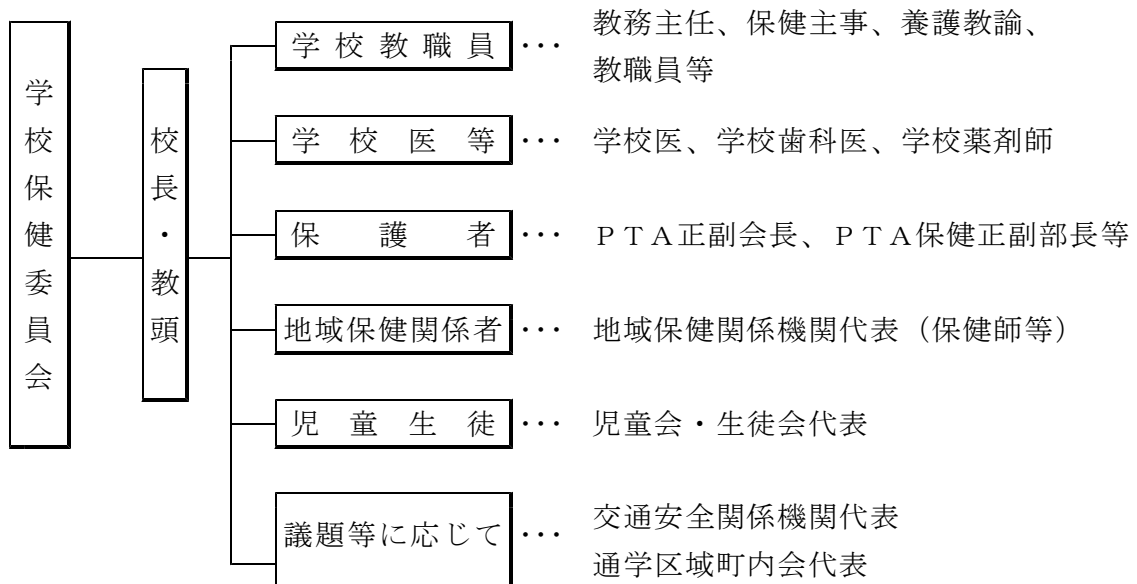 学校保健委員会
校長・教頭
学校教職員 ･･･ 教務主任、保健主事、養護教諭、
教職員等
学校医等 ･･･ 学校医、学校歯科医、学校薬剤師
保護者 ･･･ ＰＴＡ正副会長、ＰＴＡ保健正副部長等
地域保健関係者 ･･･ 地域保健関係機関代表（保健師等）
児童生徒 ･･･ 児童会・生徒会代表
議題等に応じて ･･･ 交通安全関係機関代表
通学区域町内会代表